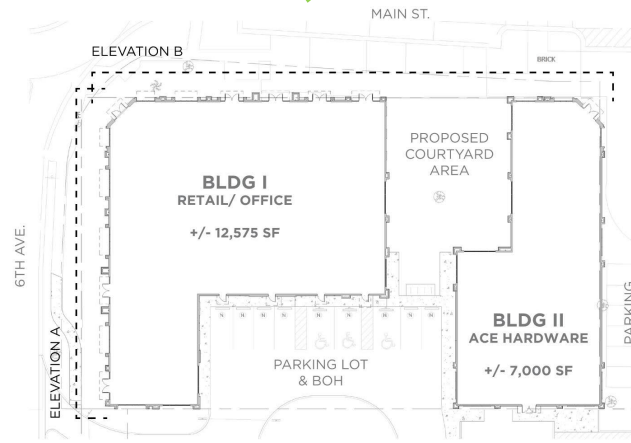 MAIN ST.
ELEVATION B
BRICK
PROPOSED
COURTYARD
AREA
BLDG I
RETAIL/ OFFICE
+/- 12,575 SF
6TH AVE.
ELEVATION A
BLDG II
ACE HARDWARE
+/- 7,000 SF
PARKING
PARKING LOT
& BOH